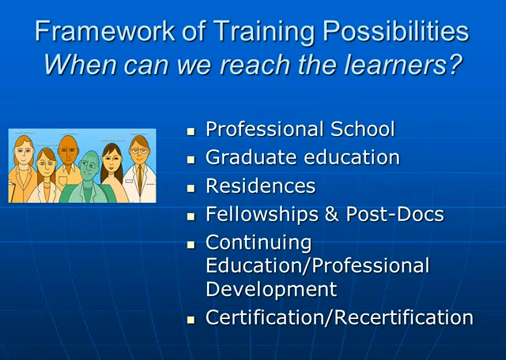 Framework of Training Possibilities
When can we reach the learners?
Professional School
Graduate education
Residences
Fellowships & Post-Docs
Continuing
Education/Professional
Development
Certification/Recertification